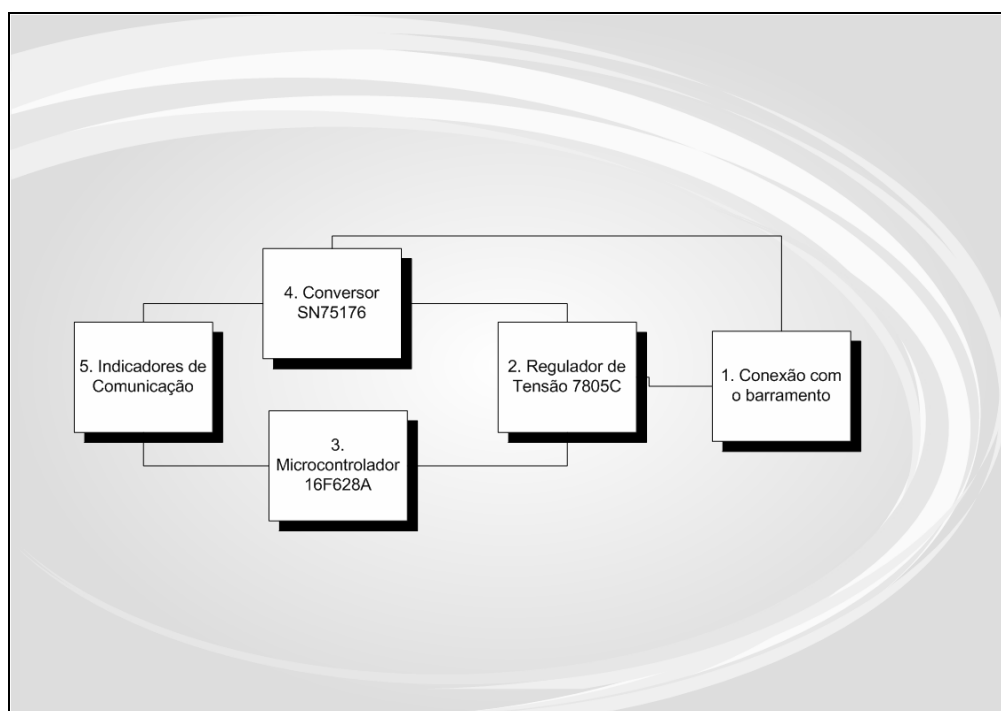 4. Conversor
SN75176
5. Indicadores de
Comunicação
2. Regulador de
Tensão 7805C
1. Conexão com
o barramento
3.
Microcontrolador
16F628A